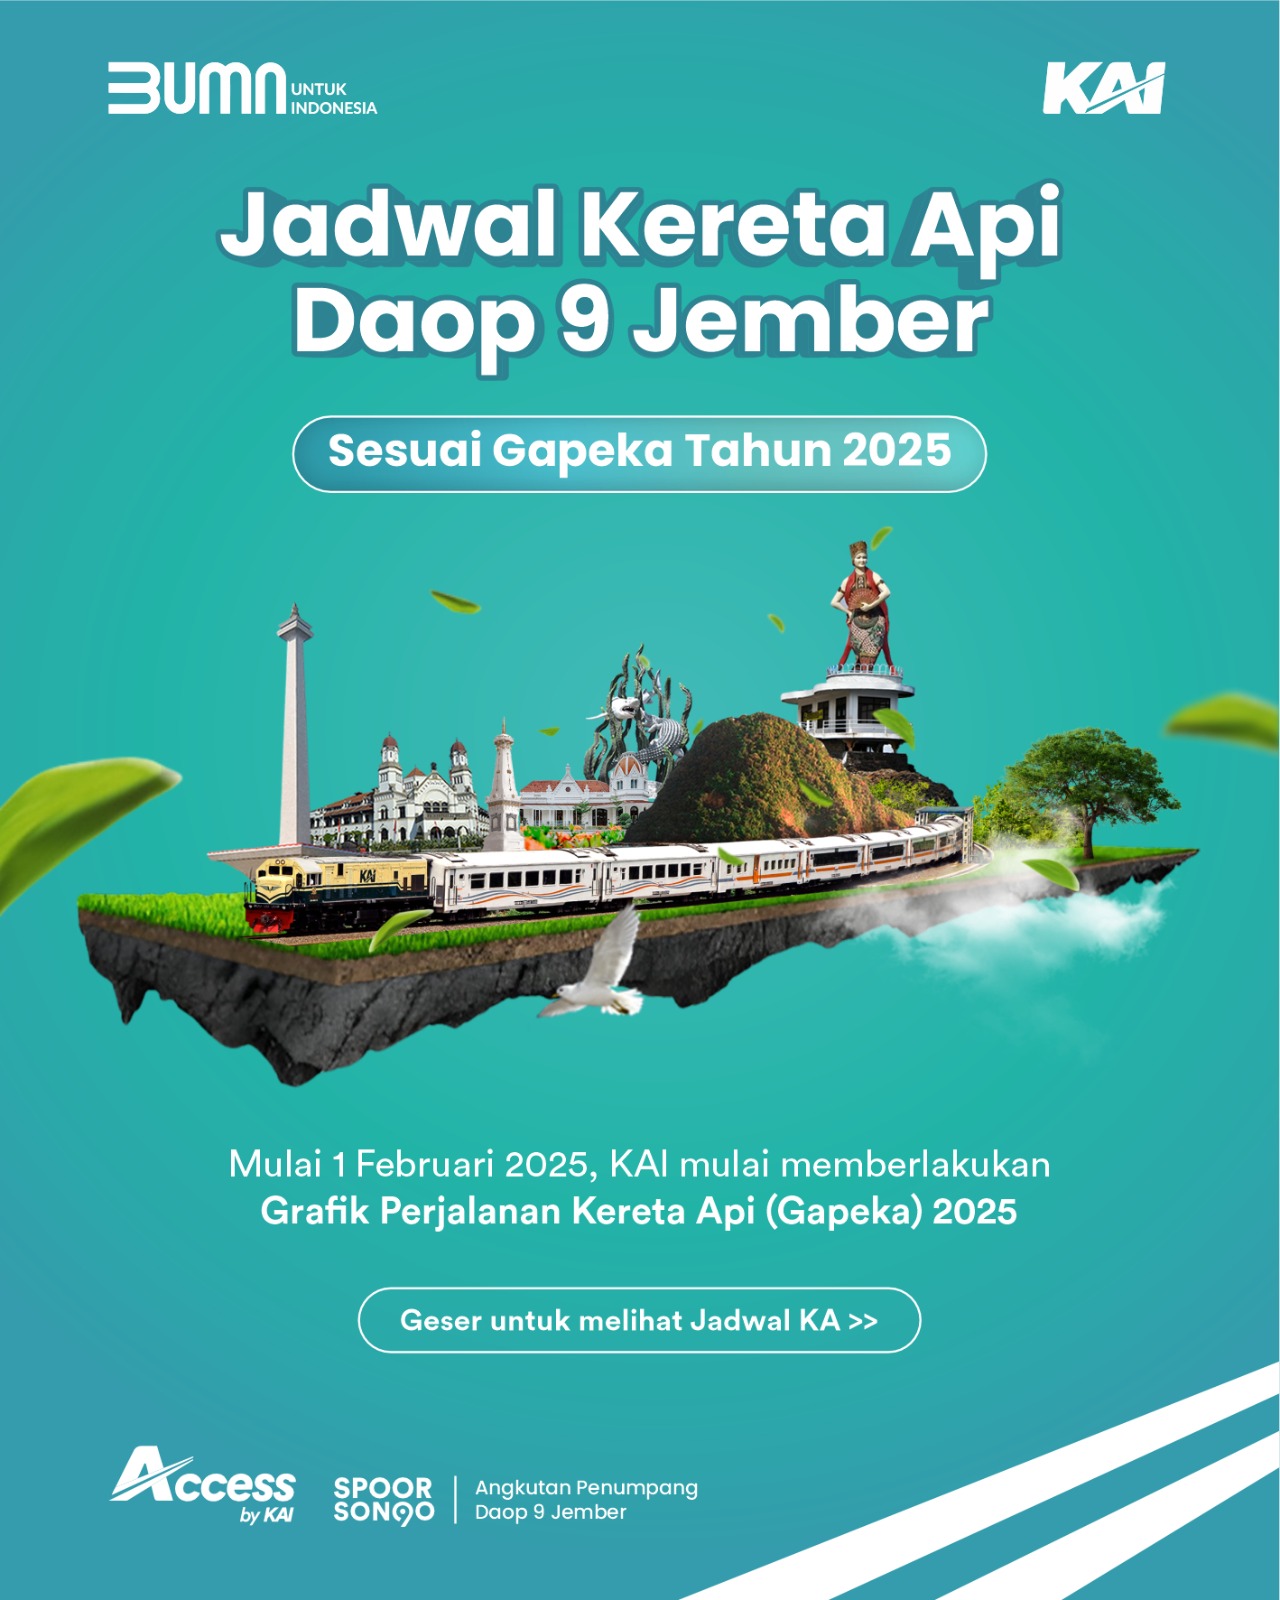 BUMN UNTUK
INDONESIA
KAI
Jadwal Kereta Api
Daop 9 Jember
Sesuai Gapeka Tahun 2025
KAI
Mulai 1 Februari 2025, KAI mulai memberlakukan
Grafik Perjalanan Kereta Api (Gapeka) 2025
Geser untuk melihat Jadwal KA >>
Access
by KAI
SPOOR
SONGO
Angkutan Penumpang
Daop 9 Jember